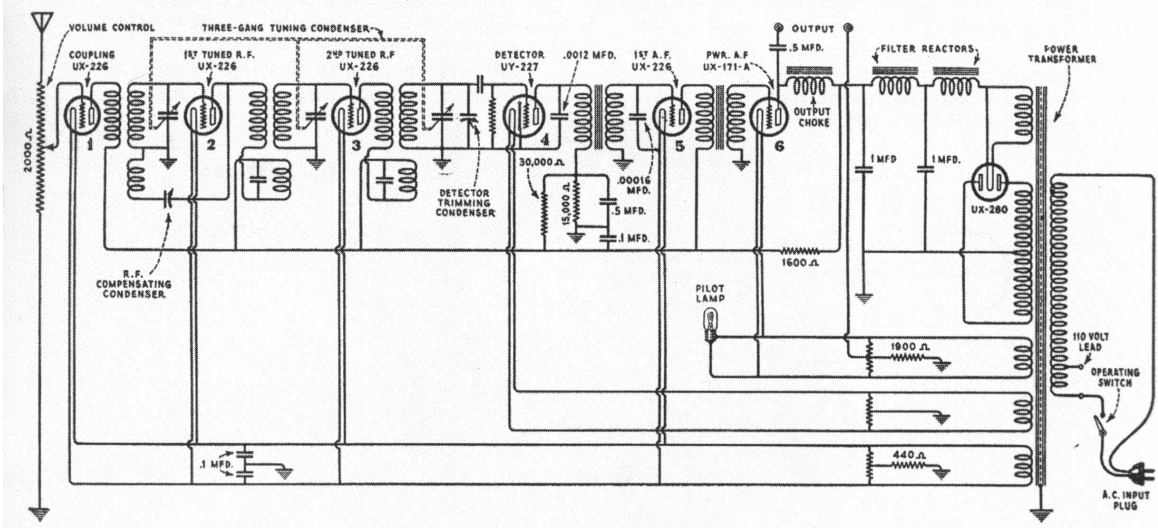 VOLUME CONTROL
THREE-GANG TUNING CONDENSER
OUTPUT
.5 MFD.
FILTER REACTORS
POWER
TRANSFORMER
COUPLING
UX-226
1ST TUNED R.F.
UX-226
2ND TUNED R.F
UX-226
DETECTOR
UY-227
.0012 MFD.
1ST A.F.
UX-226
PWR. A.F
UX-171-A
OUTPUT
CHOKE
1
2
3
4
5
6
2000Ω
30,000 Ω
15,000 Ω
.00016
MFD.
.5 MFD.
.1 MFD.
1 MFD
1 MFD.
UX-280
DETECTOR
TRIMMING
CONDENSER
R.F.
COMPENSATING
CONDENSER
1600 Ω
PILOT
LAMP
1900 Ω
110 VOLT
LEAD
OPERATING
SWITCH
.1 MFD.
440 Ω
A.C. INPUT
PLUG